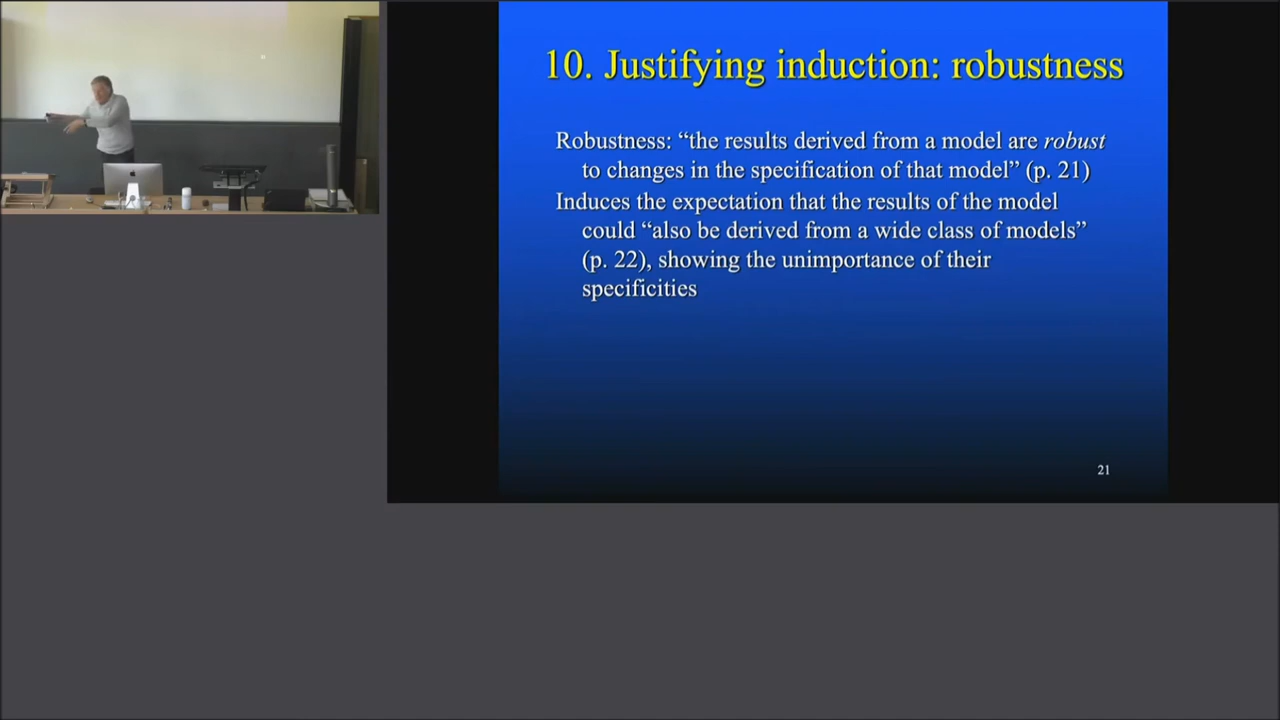 10. Justifying induction: robustness
Robustness: “the results derived from a model are robust
to changes in the specification of that model” (p. 21)
Induces the expectation that the results of the model
could “also be derived from a wide class of models”
(p. 22), showing the unimportance of their
specificities
21